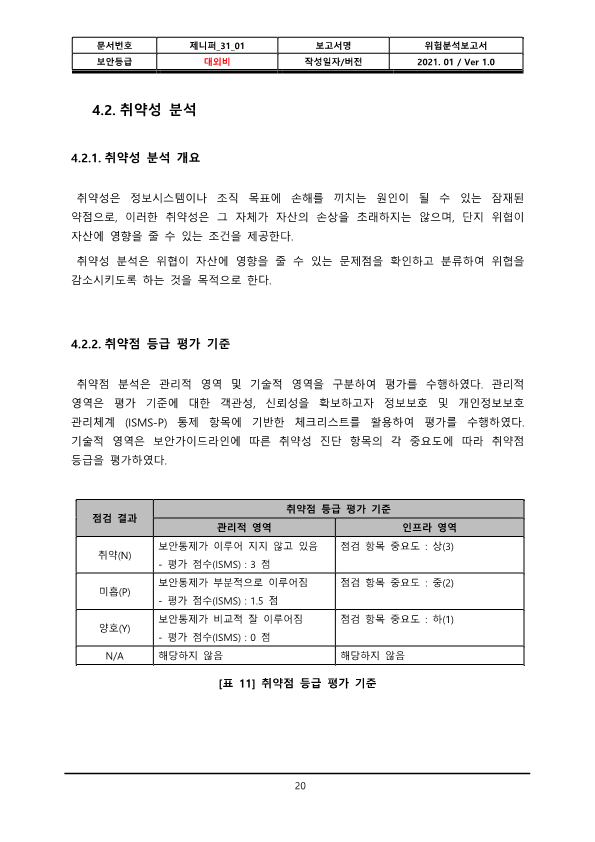 문서번호 제니퍼_31_01 보고서명 위험분석보고서
보안등급 대외비 작성일자/버전 2021. 01 / Ver 1.0
4.2. 취약성 분석
4.2.1. 취약성 분석 개요
취약성은 정보시스템이나 조직 목표에 손해를 끼치는 원인이 될 수 있는 잠재된
약점으로, 이러한 취약성은 그 자체가 자산의 손상을 초래하지는 않으며, 단지 위협이
자산에 영향을 줄 수 있는 조건을 제공한다.
취약성 분석은 위협이 자산에 영향을 줄 수 있는 문제점을 확인하고 분류하여 위협을
감소시키도록 하는 것을 목적으로 한다.
4.2.2. 취약점 등급 평가 기준
취약점 분석은 관리적 영역 및 기술적 영역을 구분하여 평가를 수행하였다. 관리적
영역은 평가 기준에 대한 객관성, 신뢰성을 확보하고자 정보보호 및 개인정보보호
관리체계 (ISMS-P) 통제 항목에 기반한 체크리스트를 활용하여 평가를 수행하였다.
기술적 영역은 보안가이드라인에 따른 취약성 진단 항목의 각 중요도에 따라 취약점
등급을 평가하였다.
점검 결과 취약점 등급 평가 기준
관리적 영역 인프라 영역
취약(N) 보안통제가 이루어 지지 않고 있음 점검 항목 중요도 : 상(3)
- 평가 점수(ISMS) : 3 점
미흡(P) 보안통제가 부분적으로 이루어짐 점검 항목 중요도 : 중(2)
- 평가 점수(ISMS) : 1.5 점
양호(Y) 보안통제가 비교적 잘 이루어짐 점검 항목 중요도 : 하(1)
- 평가 점수(ISMS) : 0 점
N/A 해당하지 않음 해당하지 않음
[표 11] 취약점 등급 평가 기준
20